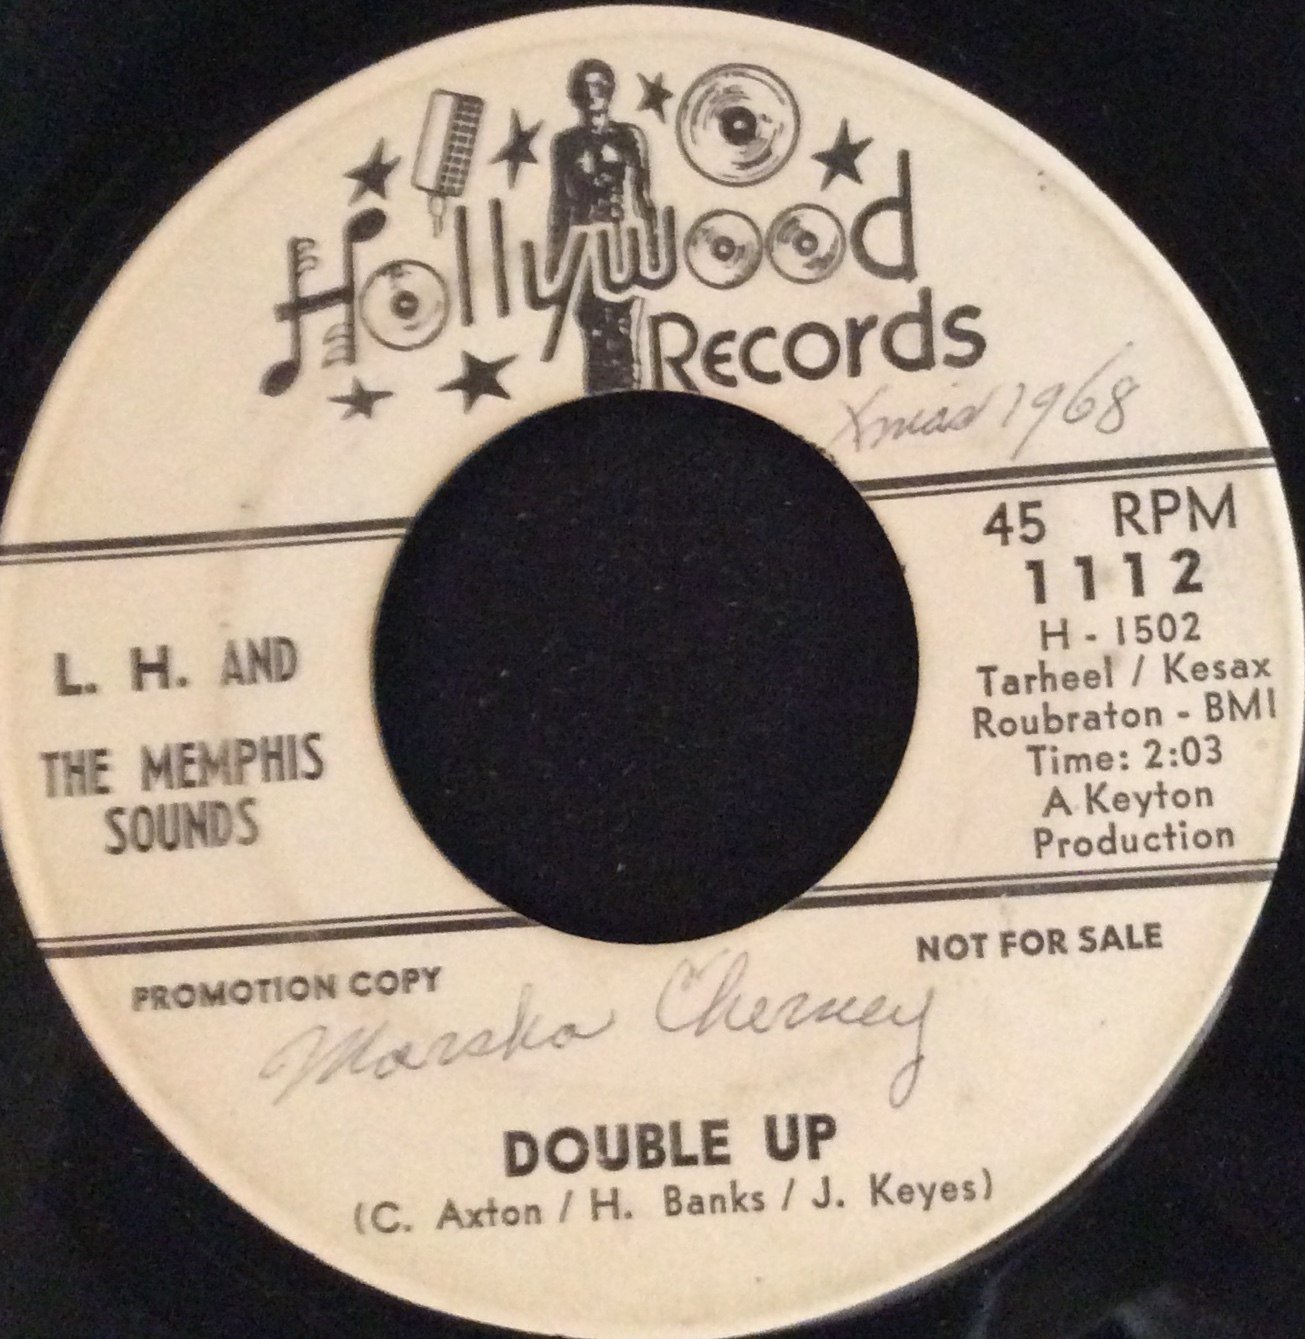 Hollywood
Records
Xmas 1968
45 RPM
1112
H - 1502
Tarheel / Kesax
Roubraton - BMI
Time: 2:03
A Keyton
Production
L. H. AND
THE MEMPHIS
SOUNDS
PROMOTION COPY
NOT FOR SALE
Marsha Cherney
DOUBLE UP
(C. Axton / H. Banks / J. Keyes)